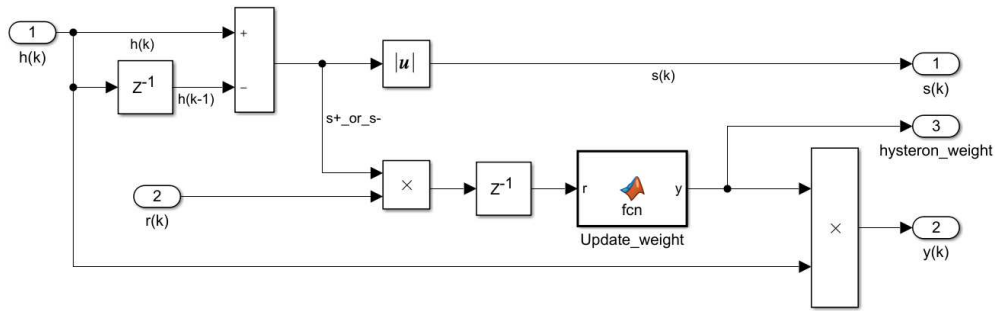 1
h(k)
h(k)
+
−
Z-1
h(k-1)
|u|
s(k)
1
s(k)
s+_or_s-
3
hysteron_weight
2
r(k)
×
Z-1
r
fcn
y
Update_weight
×
2
y(k)